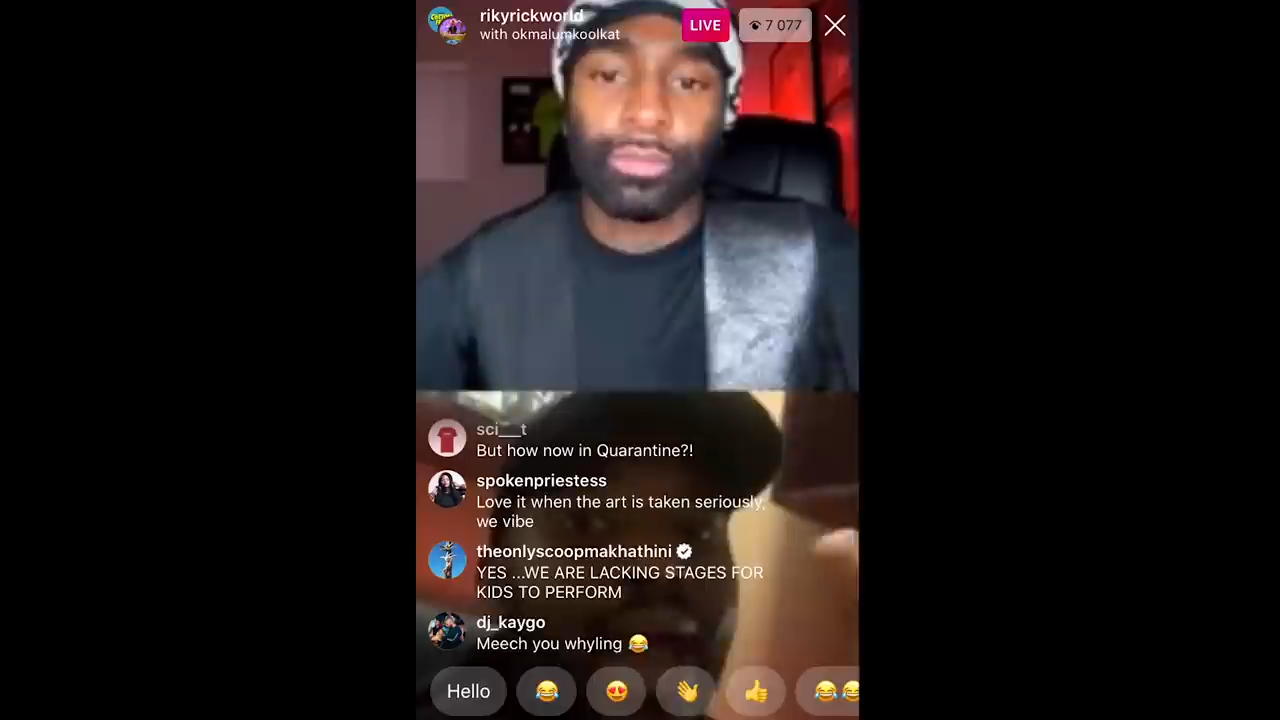 rikyrickworld
with okmalumkoolkat
LIVE
7 077
sci___t
But how now in Quarantine?!
spokenpriestess
Love it when the art is taken seriously,
we vibe
theonlyscoopmakhathini
YES ...WE ARE LACKING STAGES FOR
KIDS TO PERFORM
dj_kaygo
Meech you whyling 😂
Hello